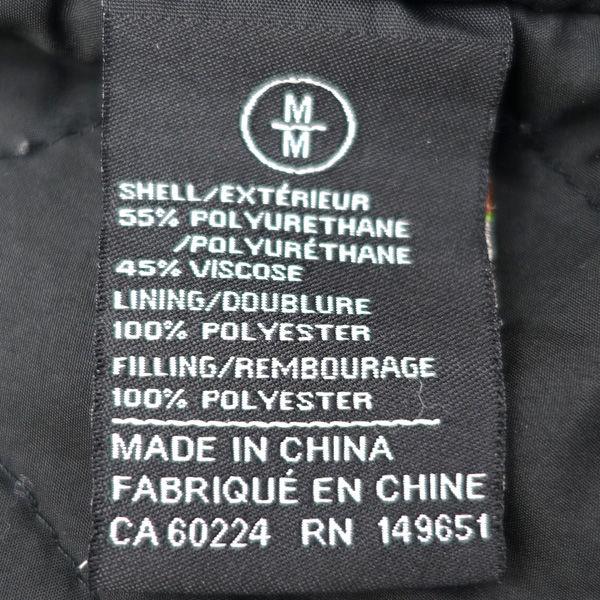 M
M
SHELL/EXTÉRIEUR
55% POLYURETHANE
/POLYURÉTHANE
45% VISCOSE
LINING/DOUBLURE
100% POLYESTER
FILLING/REMBOURAGE
100% POLYESTER
MADE IN CHINA
FABRIQUÉ EN CHINE
CA 60224 RN 149651